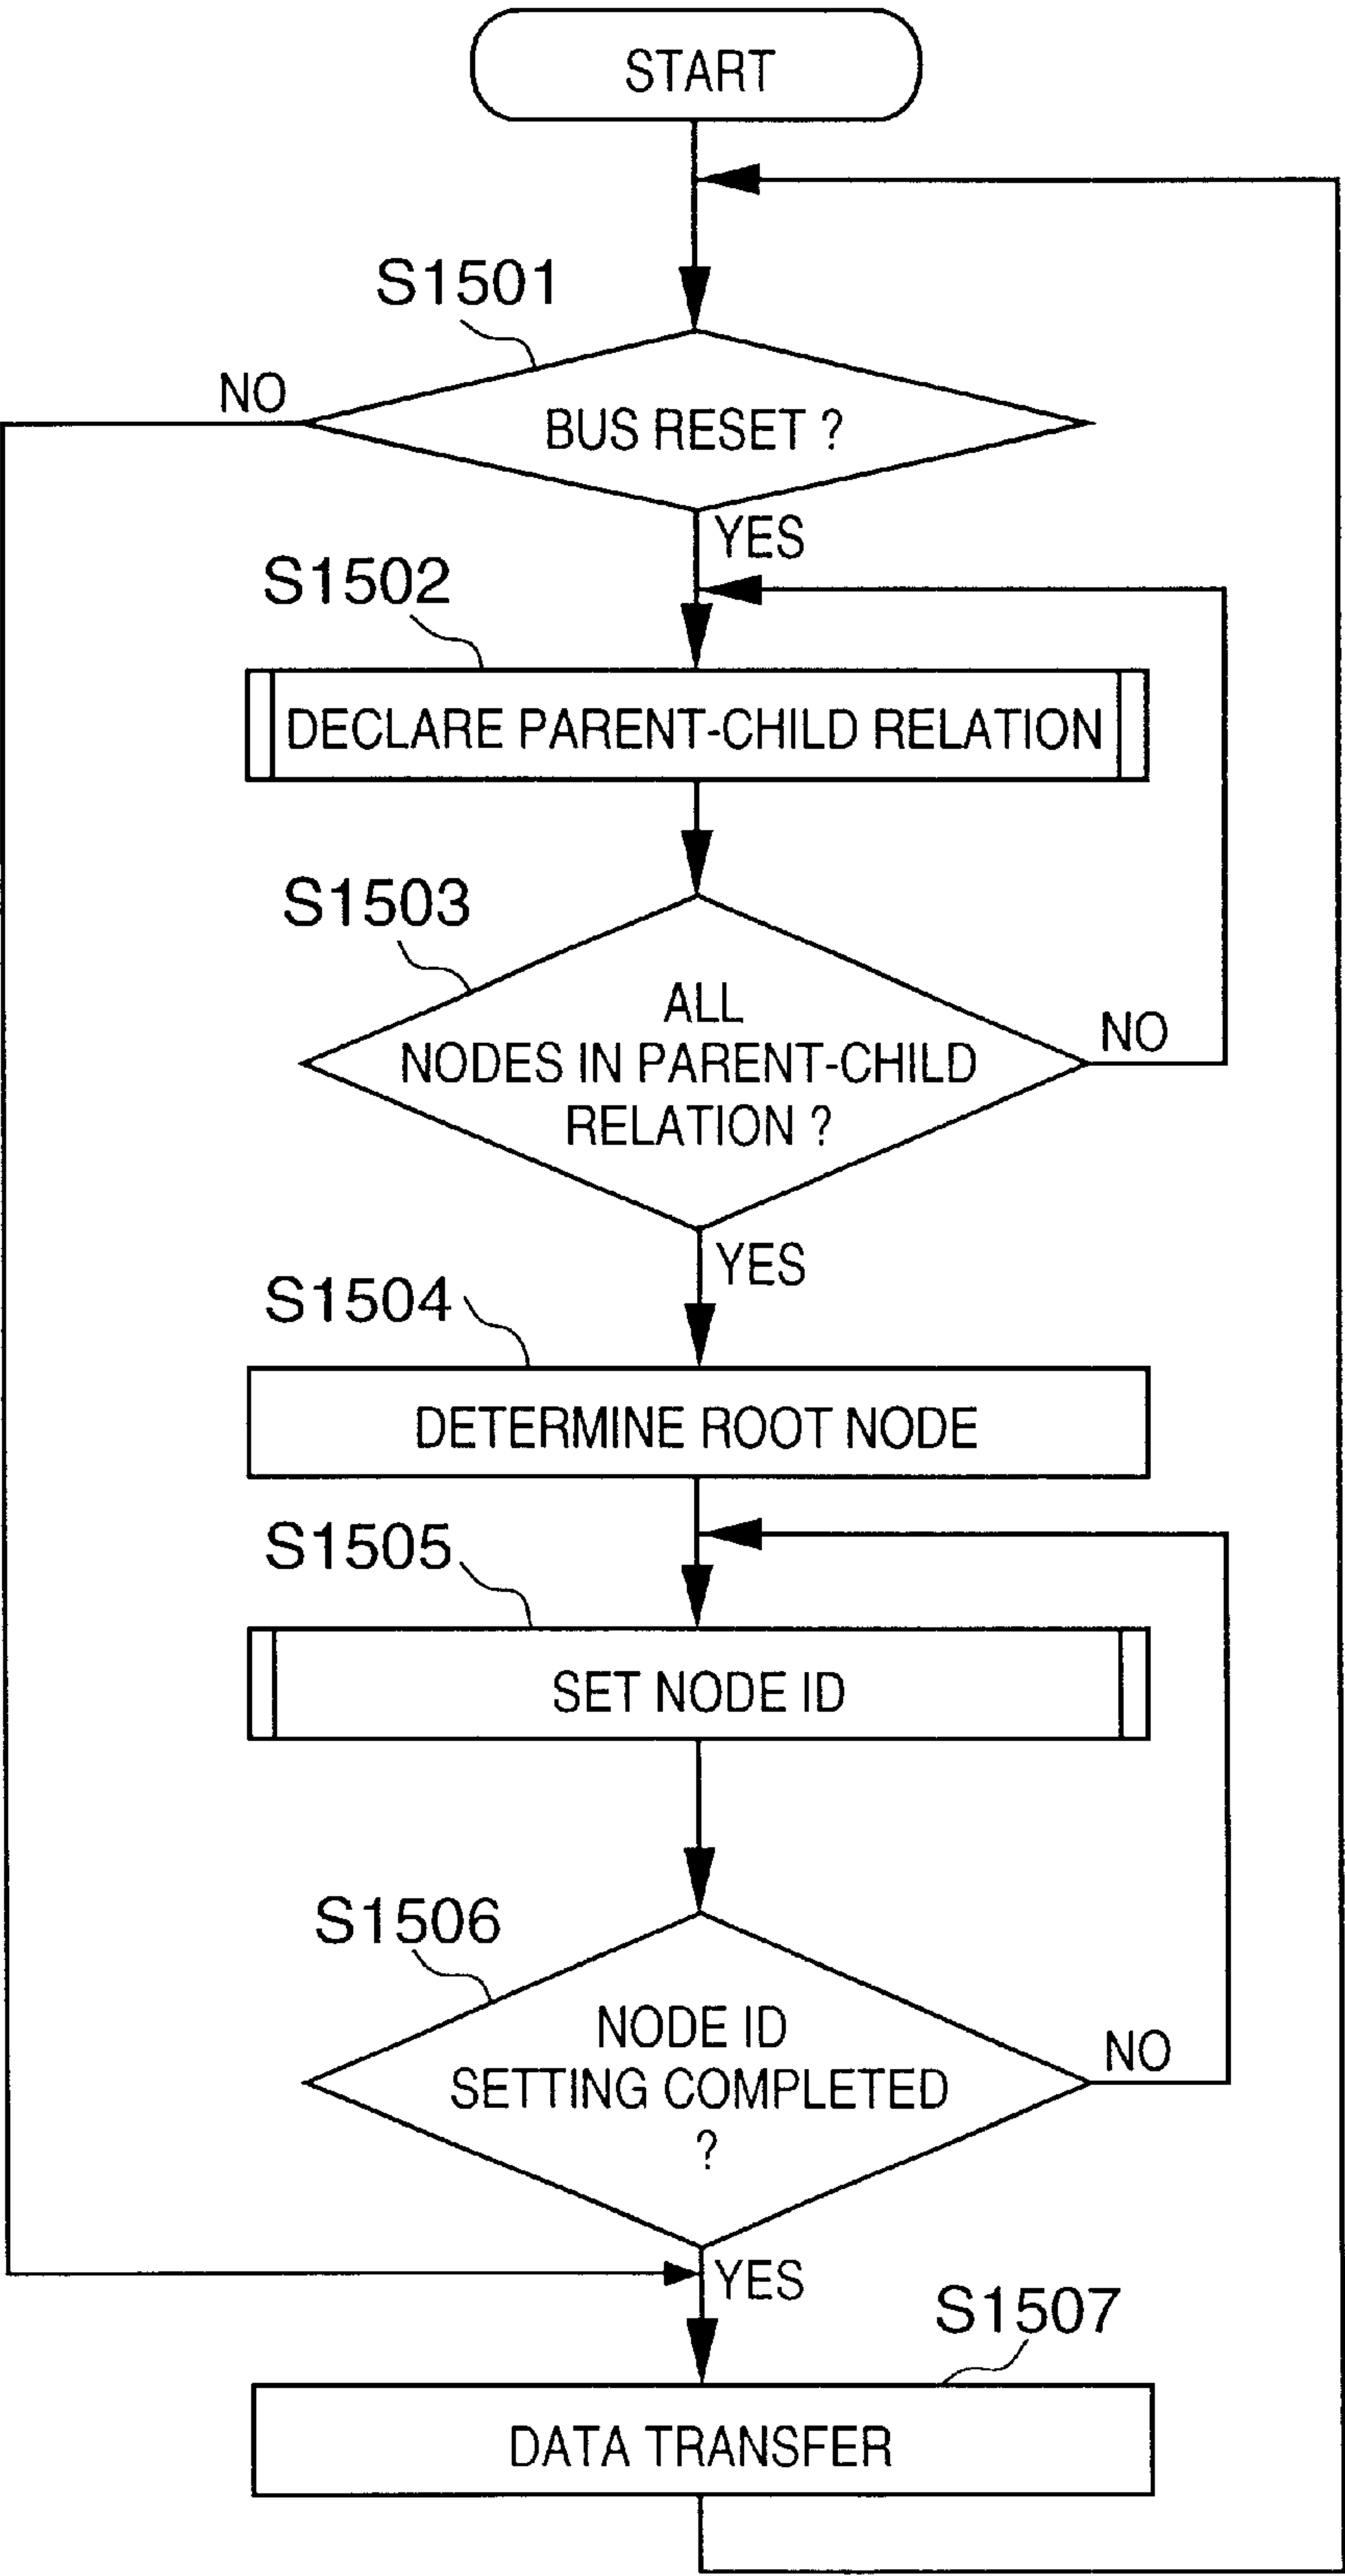 START
S1501
NO
BUS RESET ?
YES
S1502
DECLARE PARENT-CHILD RELATION
S1503
ALL
NODES IN PARENT-CHILD
RELATION ?
NO
YES
S1504
DETERMINE ROOT NODE
S1505
SET NODE ID
S1506
NODE ID
SETTING COMPLETED
?
NO
YES
S1507
DATA TRANSFER